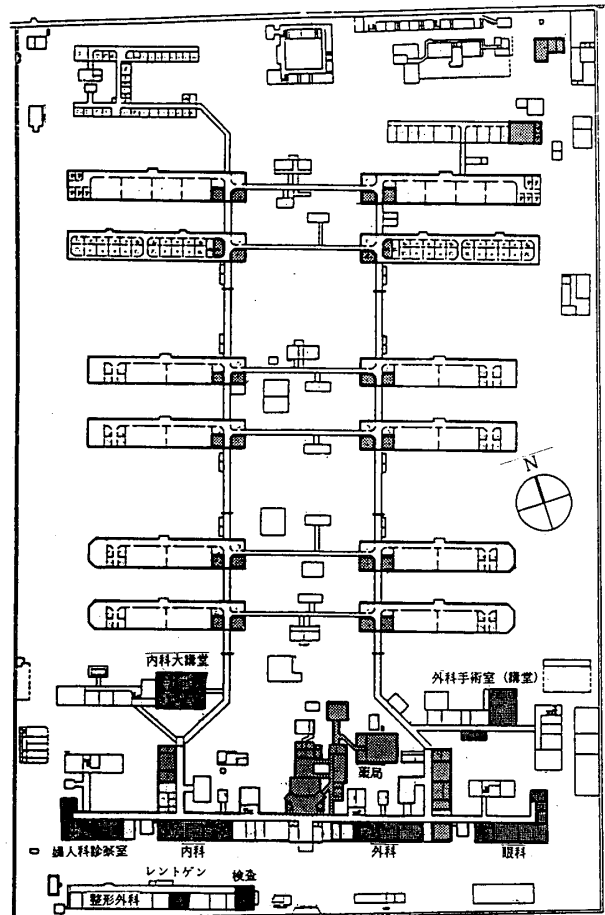 N
内科大講堂
外科手術室（講堂）
薬局
婦人科診察室
内科
外科
眼科
レントゲン
検査
整形外科